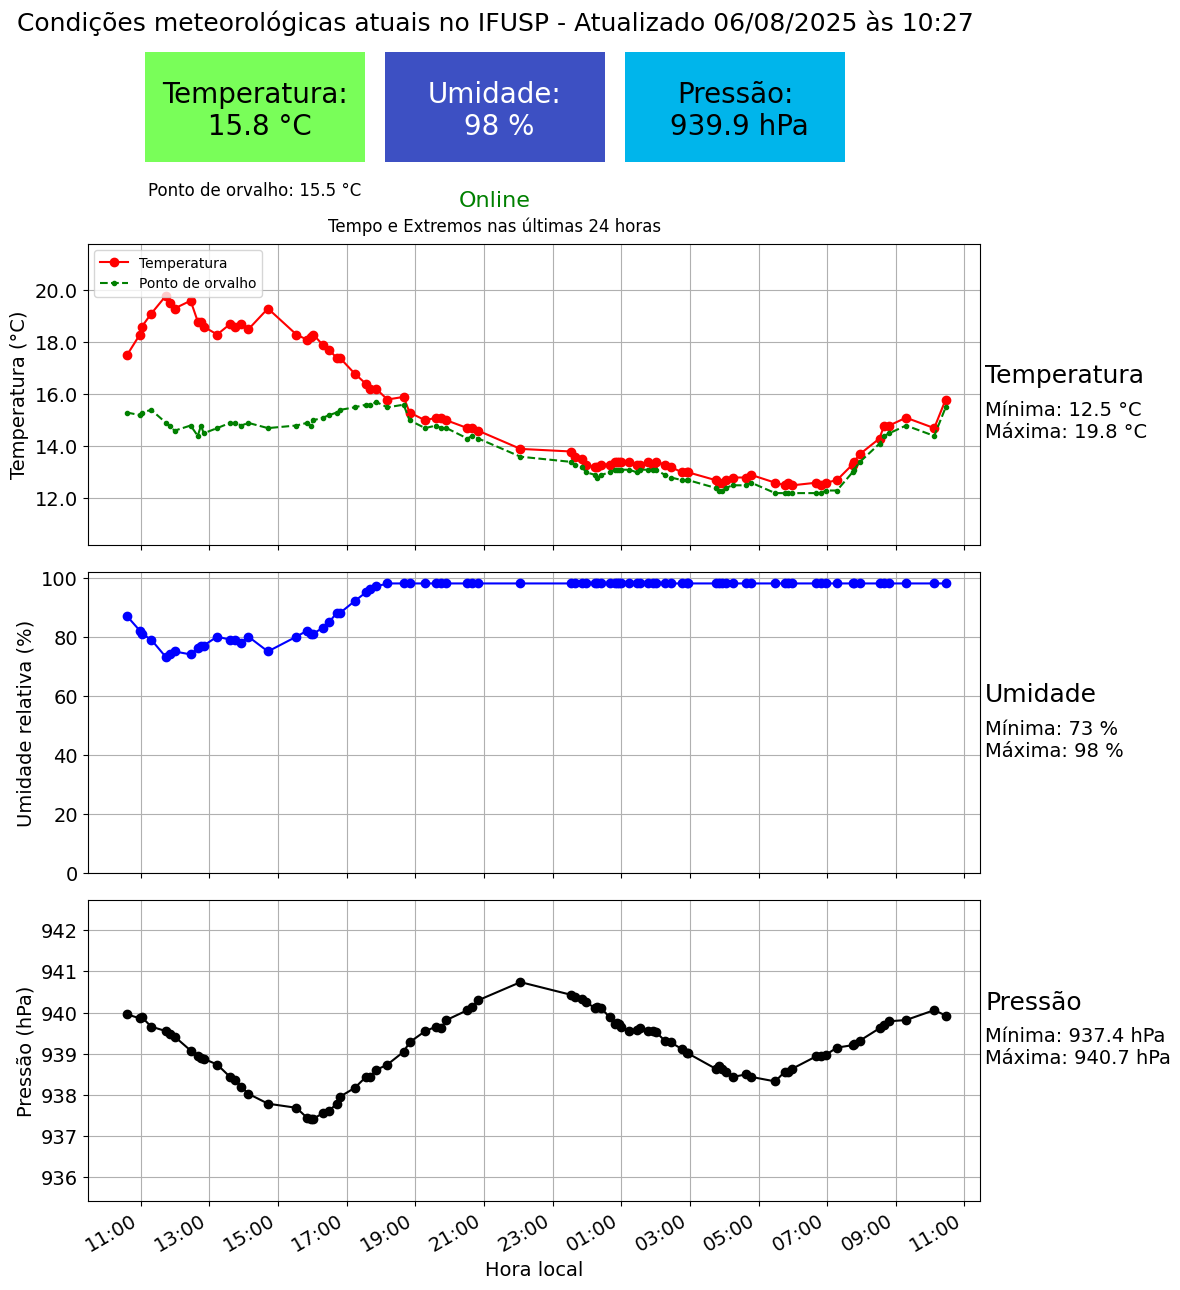 Condições meteorológicas atuais no IFUSP - Atualizado 06/08/2025 às 10:27
Temperatura:
15.8 °C
Umidade:
98 %
Pressão:
939.9 hPa
Ponto de orvalho: 15.5 °C
Online
Tempo e Extremos nas últimas 24 horas
Temperatura
Ponto de orvalho
Temperatura (°C)
20.0
18.0
16.0
14.0
12.0
Temperatura
Mínima: 12.5 °C
Máxima: 19.8 °C
Umidade relativa (%)
100
80
60
40
20
0
Umidade
Mínima: 73 %
Máxima: 98 %
Pressão (hPa)
942
941
940
939
938
937
936
Pressão
Mínima: 937.4 hPa
Máxima: 940.7 hPa
11:00
13:00
15:00
17:00
19:00
21:00
23:00
01:00
03:00
05:00
07:00
09:00
11:00
Hora local